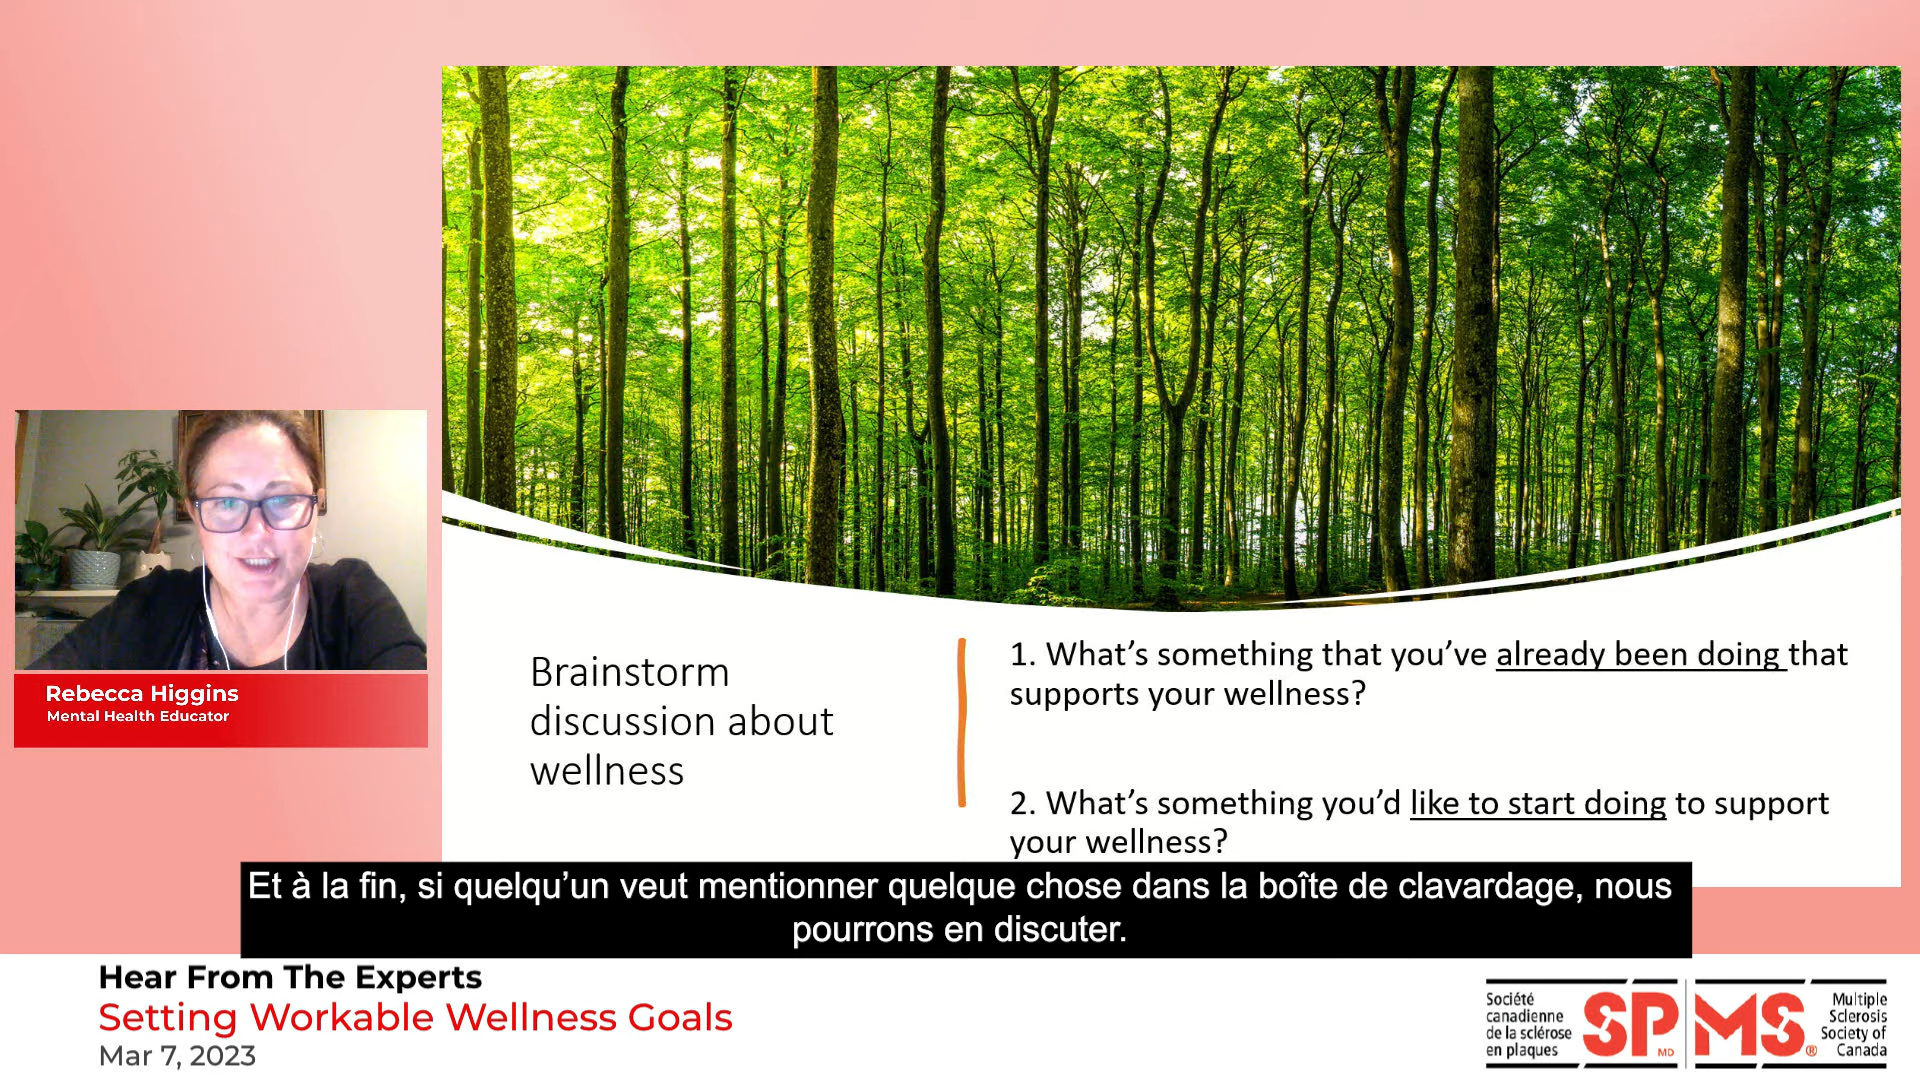 Brainstorm
discussion about
wellness
1. What's something that you've already been doing that
supports your wellness?
2. What's something you'd like to start doing to support
your wellness?
Rebecca Higgins
Mental Health Educator
Et à la fin, si quelqu'un veut mentionner quelque chose dans la boîte de clavardage, nous
pourrons en discuter.
Hear From The Experts
Setting Workable Wellness Goals
Mar 7, 2023
Société
canadienne
de la sclérose
en plaques
SP MD
MS ®
Multiple
Sclerosis
Society of
Canada